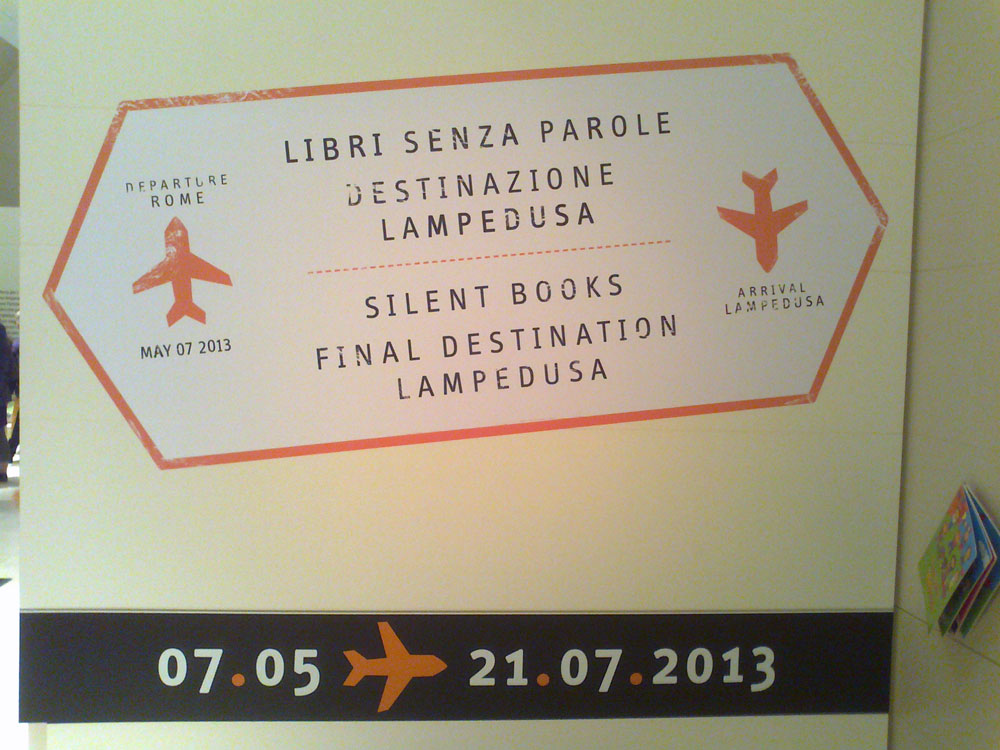 LIBRI SENZA PAROLE
DESTINAZIONE
LAMPEDUSA
DEPARTURE
ROME
MAY 07 2013
ARRIVAL
LAMPEDUSA
SILENT BOOKS
FINAL DESTINATION
LAMPEDUSA
07.05
21.07.2013